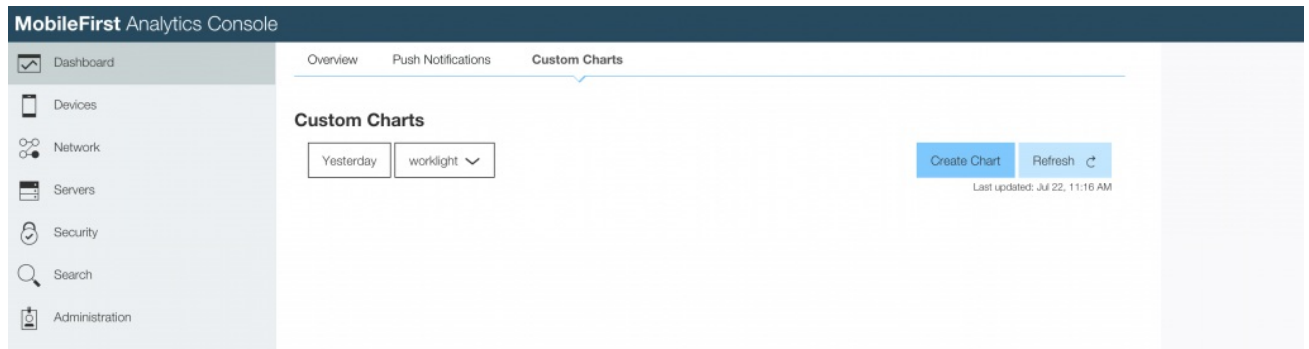 MobileFirst Analytics Console
Dashboard
Devices
Network
Servers
Security
Search
Administration
Overview Push Notifications Custom Charts
Custom Charts
Yesterday worklight Create Chart Refresh
Last updated: Jul 22, 11:16 AM